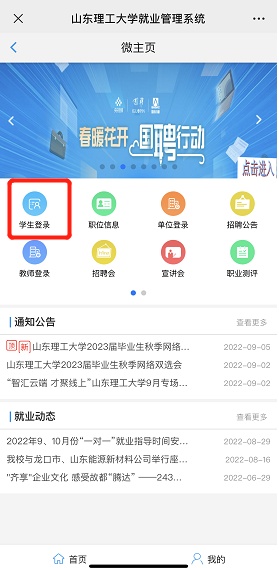 山东理工大学就业管理系统
微主页
春暖花开 国聘行动
点击进入
学生登录 职位信息 单位登录 招聘公告
教师登录 招聘会 宣讲会 职业测评
通知公告 查看更多
顶 新 山东理工大学2023届毕业生秋季网络... 2022-09-05
山东理工大学2023届毕业生秋季网络双选会 2022-09-02
“智汇云端 才聚线上”山东理工大学9月专场... 2022-09-02
就业动态 查看更多
2022年9、10月份“一对一”就业指导时间安... 2022-08-29
我校与龙口市、山东能源新材料公司举行座... 2022-08-16
“齐享”企业文化 感受故都“腾达” ——243... 2022-06-29
首页 我的